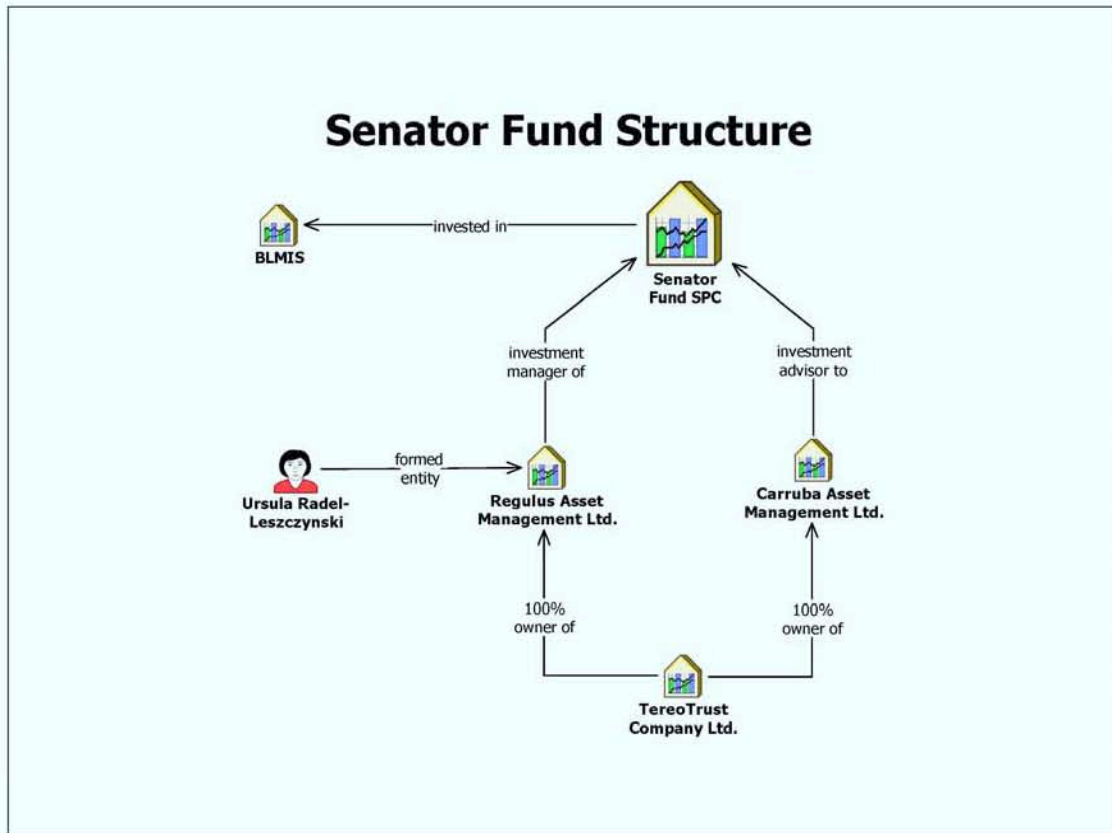 Senator Fund Structure
invested in
BLMIS
Senator
Fund SPC
investment
manager of
investment
advisor to
formed
entity
Ursula Radel-
Leszczynski
Regulus Asset
Management Ltd.
Carruba Asset
Management Ltd.
100%
owner of
100%
owner of
TereoTrust
Company Ltd.